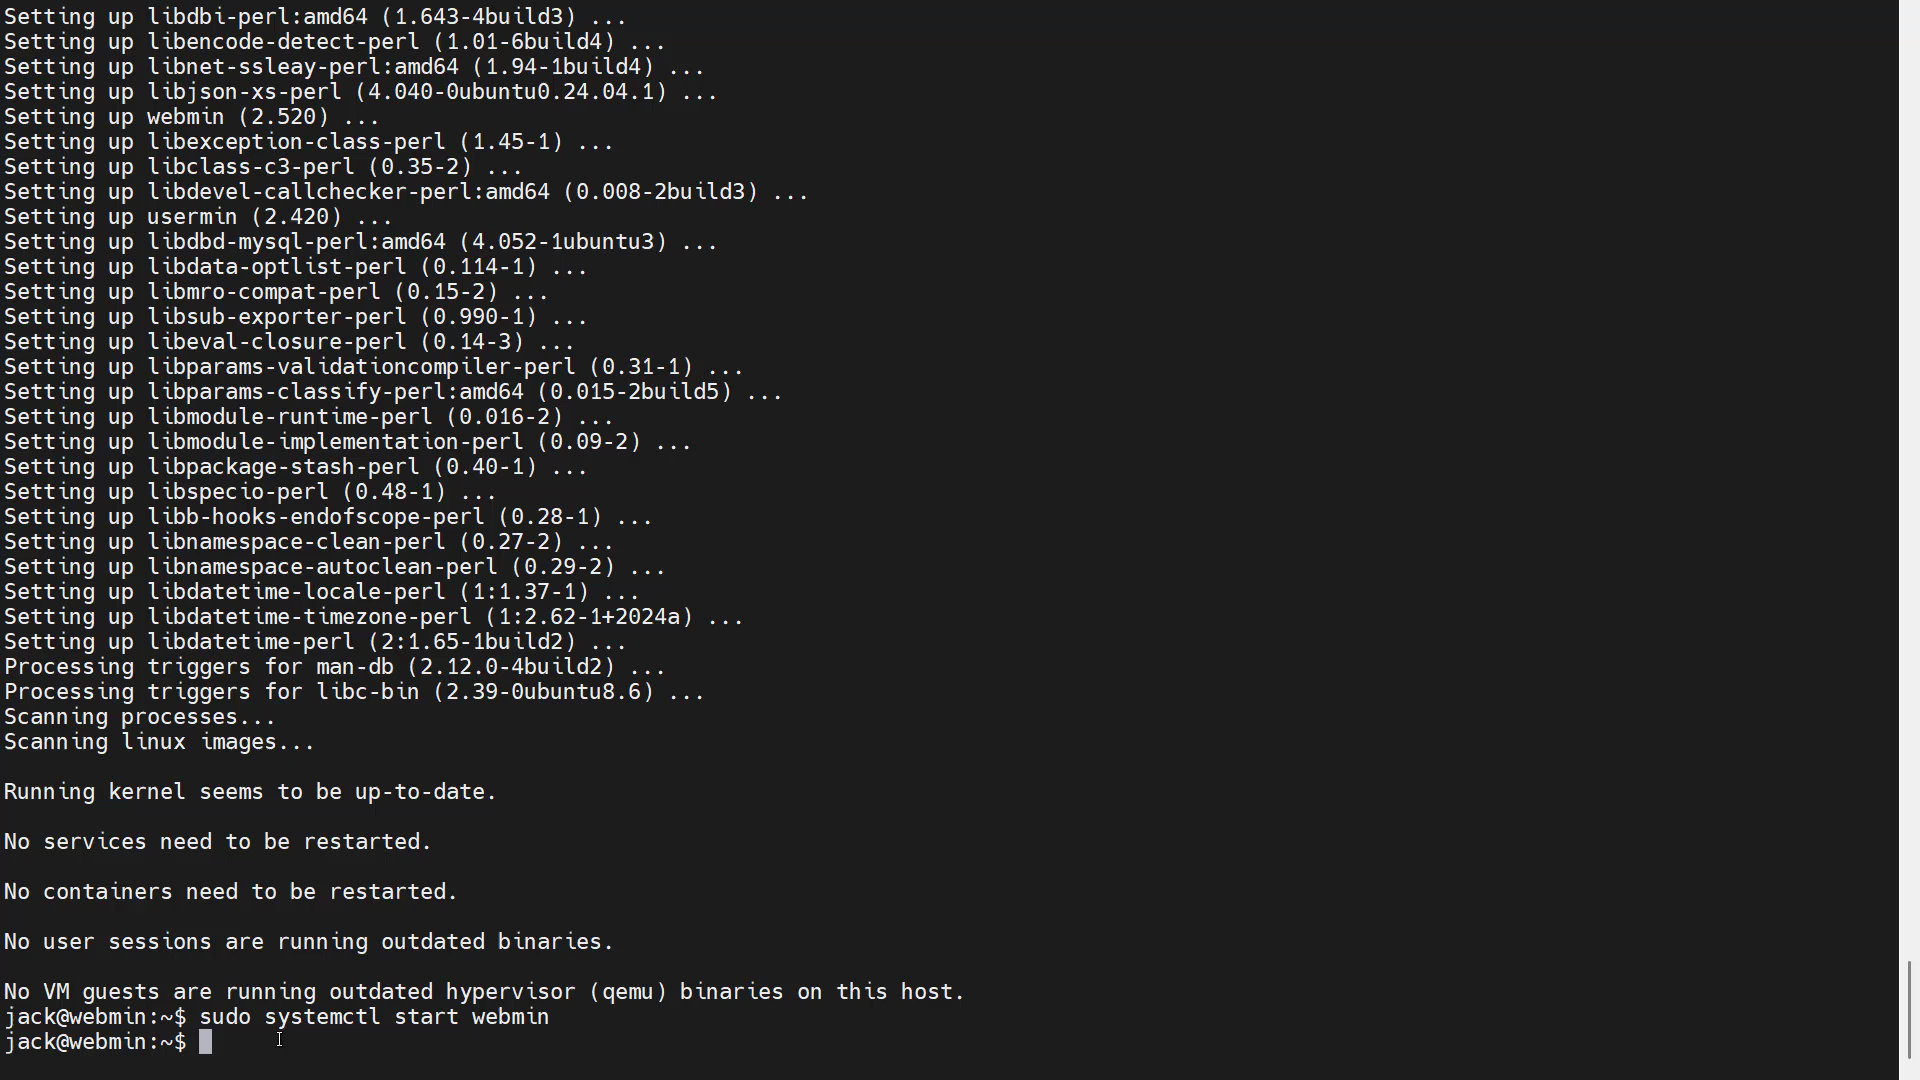 Setting up libdbi-perl:amd64 (1.643-4build3) ...
Setting up libencode-detect-perl (1.01-6build4) ...
Setting up libnet-ssleay-perl:amd64 (1.94-1build4) ...
Setting up libjson-xs-perl (4.040-0ubuntu0.24.04.1) ...
Setting up webmin (2.520) ...
Setting up libexception-class-perl (1.45-1) ...
Setting up libclass-c3-perl (0.35-2) ...
Setting up libdevel-callchecker-perl:amd64 (0.008-2build3) ...
Setting up usermin (2.420) ...
Setting up libdbd-mysql-perl:amd64 (4.052-1ubuntu3) ...
Setting up libdata-optlist-perl (0.114-1) ...
Setting up libmro-compat-perl (0.15-2) ...
Setting up libsub-exporter-perl (0.990-1) ...
Setting up libeval-closure-perl (0.14-3) ...
Setting up libparams-validationcompiler-perl (0.31-1) ...
Setting up libparams-classify-perl:amd64 (0.015-2build5) ...
Setting up libmodule-runtime-perl (0.016-2) ...
Setting up libmodule-implementation-perl (0.09-2) ...
Setting up libpackage-stash-perl (0.40-1) ...
Setting up libspecio-perl (0.48-1) ...
Setting up libb-hooks-endofscope-perl (0.28-1) ...
Setting up libnamespace-clean-perl (0.27-2) ...
Setting up libnamespace-autoclean-perl (0.29-2) ...
Setting up libdatetime-locale-perl (1:1.37-1) ...
Setting up libdatetime-timezone-perl (1:2.62-1+2024a) ...
Setting up libdatetime-perl (2:1.65-1build2) ...
Processing triggers for man-db (2.12.0-4build2) ...
Processing triggers for libc-bin (2.39-0ubuntu8.6) ...
Scanning processes...
Scanning linux images...
Running kernel seems to be up-to-date.
No services need to be restarted.
No containers need to be restarted.
No user sessions are running outdated binaries.
No VM guests are running outdated hypervisor (qemu) binaries on this host.
jack@webmin:~$ sudo systemctl start webmin
jack@webmin:~$